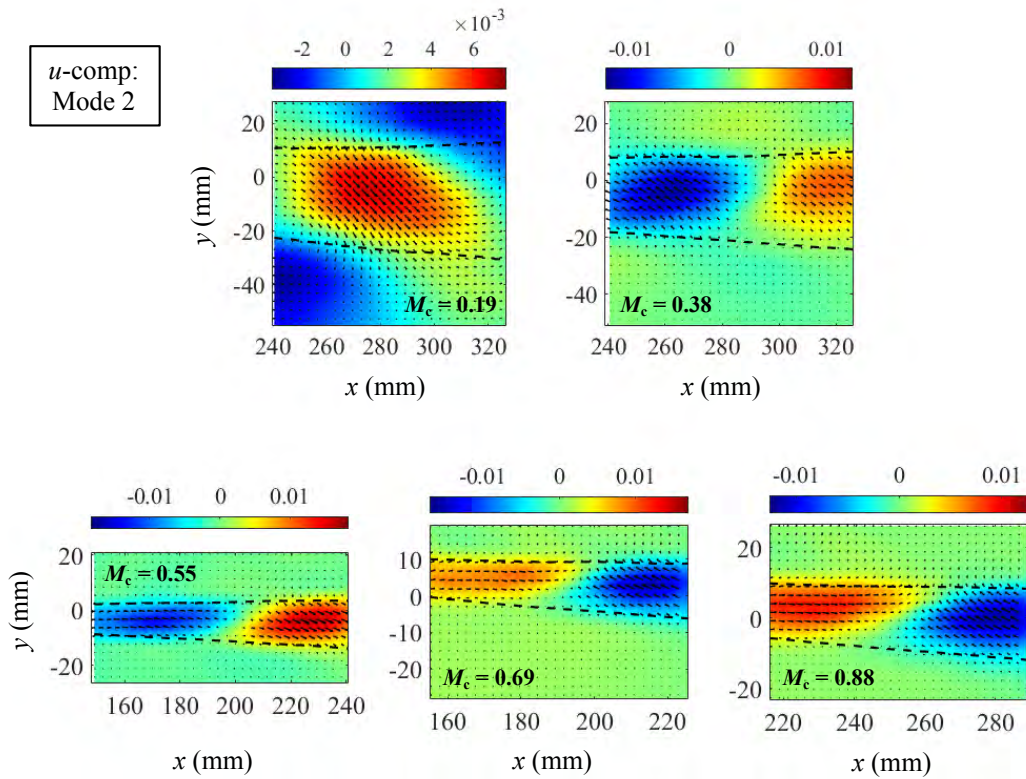 u-comp:
Mode 2
×10⁻³
-2 0 2 4 6
-0.01 0 0.01
y (mm)
20
0
-20
-40
M_c = 0.19
240 260 280 300 320
x (mm)
20
0
-20
-40
M_c = 0.38
240 260 280 300 320
x (mm)
-0.01 0 0.01
-0.01 0 0.01
-0.01 0 0.01
y (mm)
20
0
-20
M_c = 0.55
160 180 200 220 240
x (mm)
10
0
-10
-20
M_c = 0.69
160 180 200 220
x (mm)
20
0
-20
M_c = 0.88
220 240 260 280
x (mm)